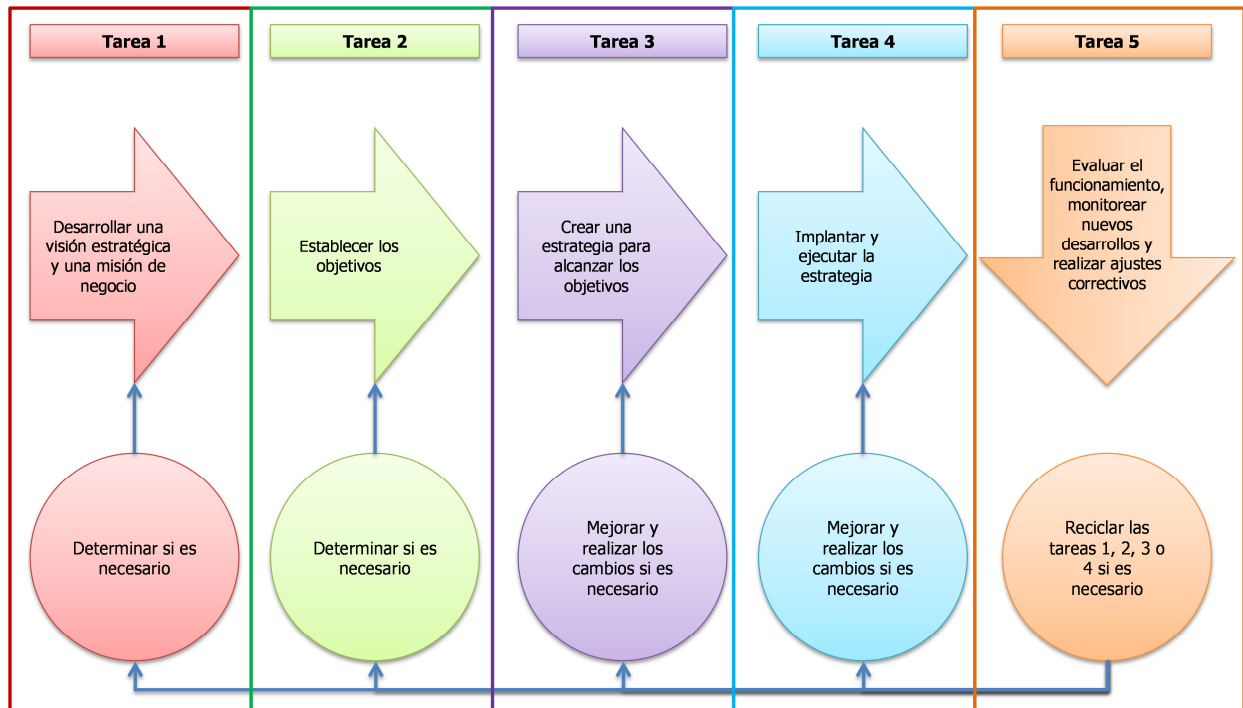 Tarea 1
Tarea 2
Tarea 3
Tarea 4
Tarea 5
Desarrollar una
visión estratégica
y una misión de
negocio
Establecer los
objetivos
Crear una
estrategia para
alcanzar los
objetivos
Implantar y
ejecutar la
estrategia
Evaluar el
funcionamiento,
monitorear
nuevos
desarrollos y
realizar ajustes
correctivos
Determinar si es
necesario
Determinar si es
necesario
Mejorar y
realizar los
cambios si es
necesario
Mejorar y
realizar los
cambios si es
necesario
Reciclar las
tareas 1, 2, 3 o
4 si es
necesario